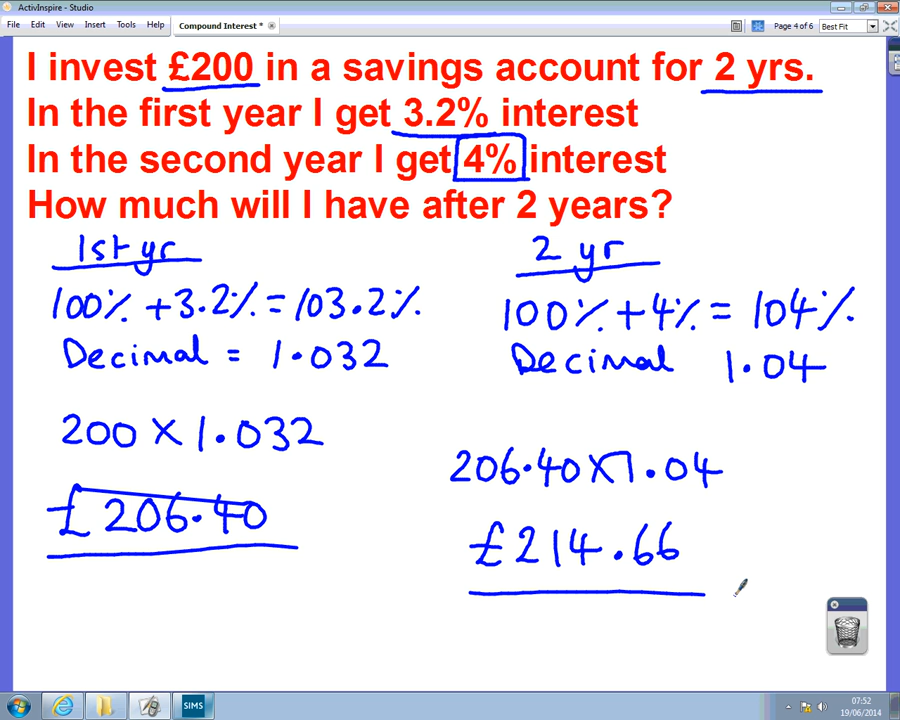 ActivInspire - Studio
File Edit View Insert Tools Help Compound Interest * Page 4 of 6 Best Fit
I invest £200 in a savings account for 2 yrs.
In the first year I get 3.2% interest
In the second year I get 4% interest
How much will I have after 2 years?
1st yr
100% + 3.2% = 103.2%.
Decimal = 1.032
200 × 1.032
£206.40
2 yr
100% + 4% = 104%.
Decimal 1.04
206.40 × 1.04
£214.66
SIMS
07:52
19/06/2014